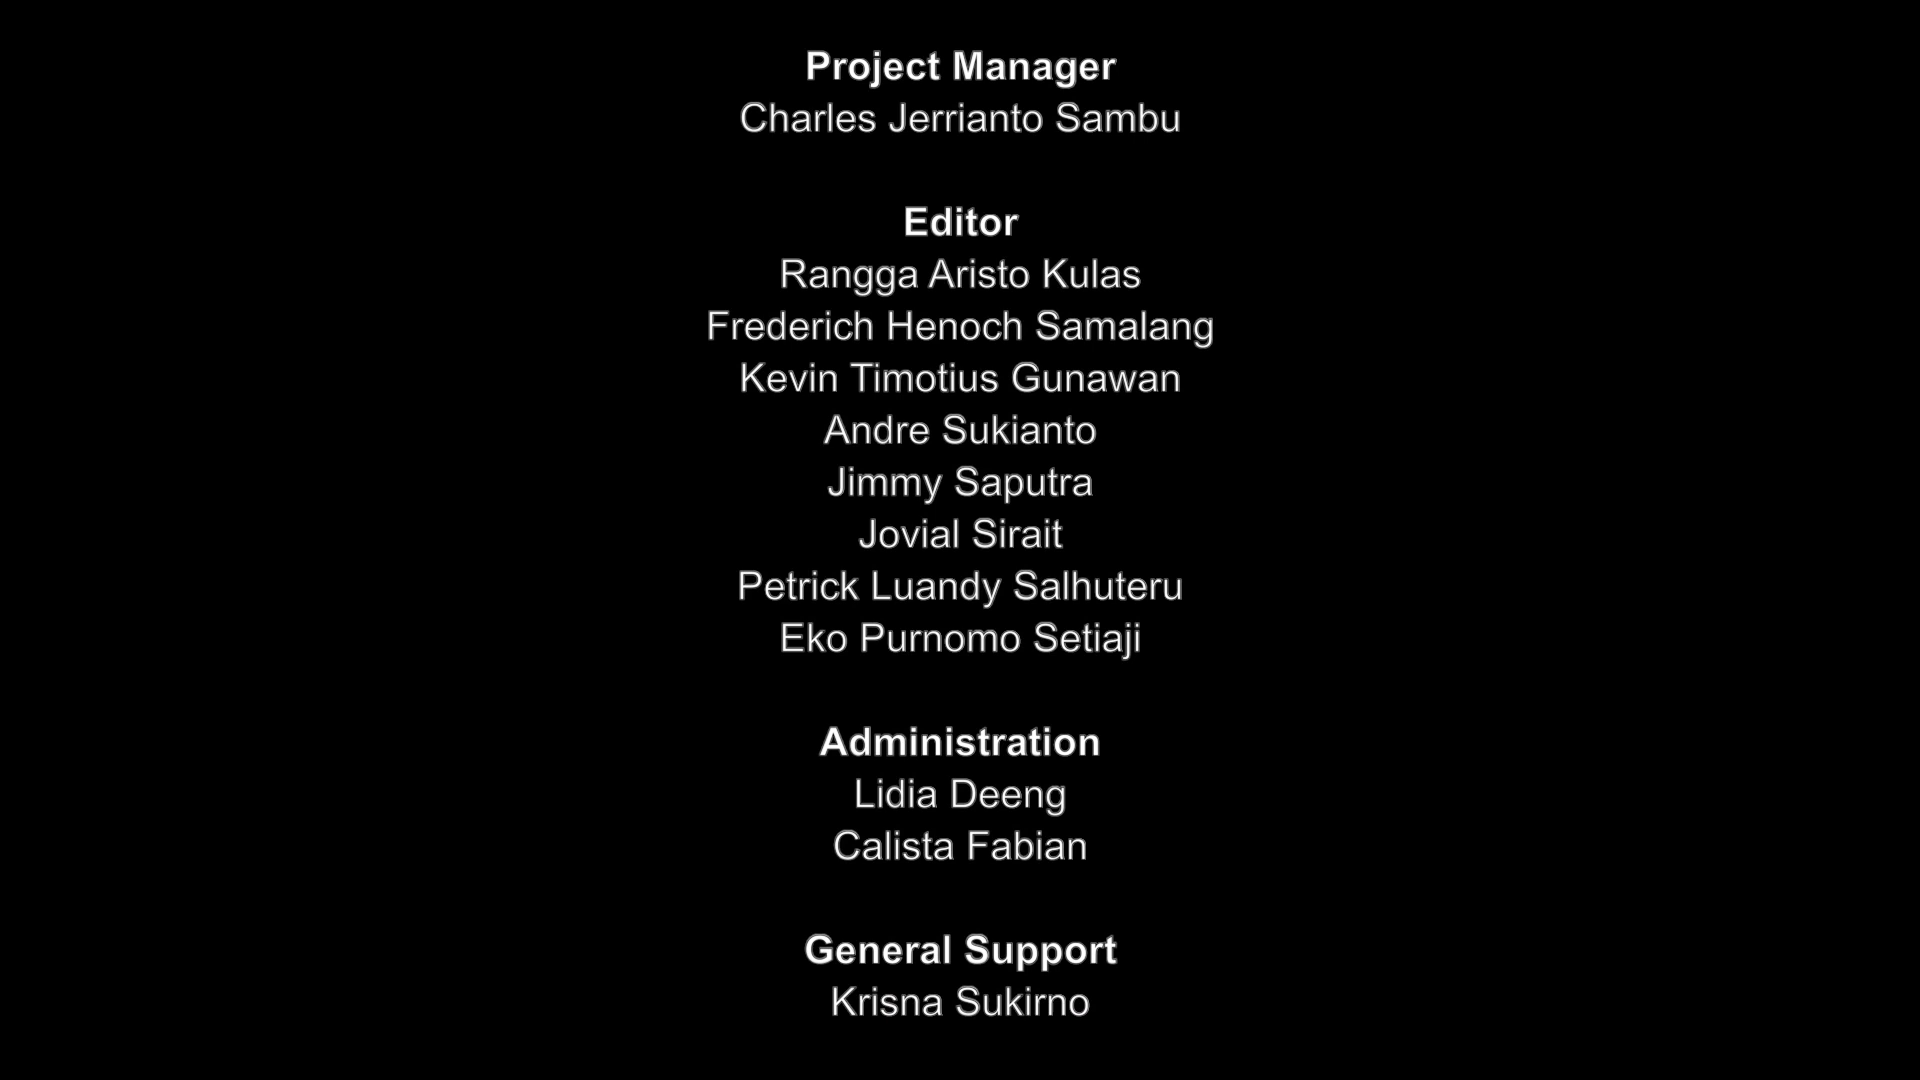 Project Manager
Charles Jerrianto Sambu
Editor
Rangga Aristo Kulas
Frederich Henoch Samalang
Kevin Timotius Gunawan
Andre Sukianto
Jimmy Saputra
Jovial Sirait
Petrick Luandy Salhuteru
Eko Purnomo Setiaji
Administration
Lidia Deeng
Calista Fabian
General Support
Krisna Sukirno